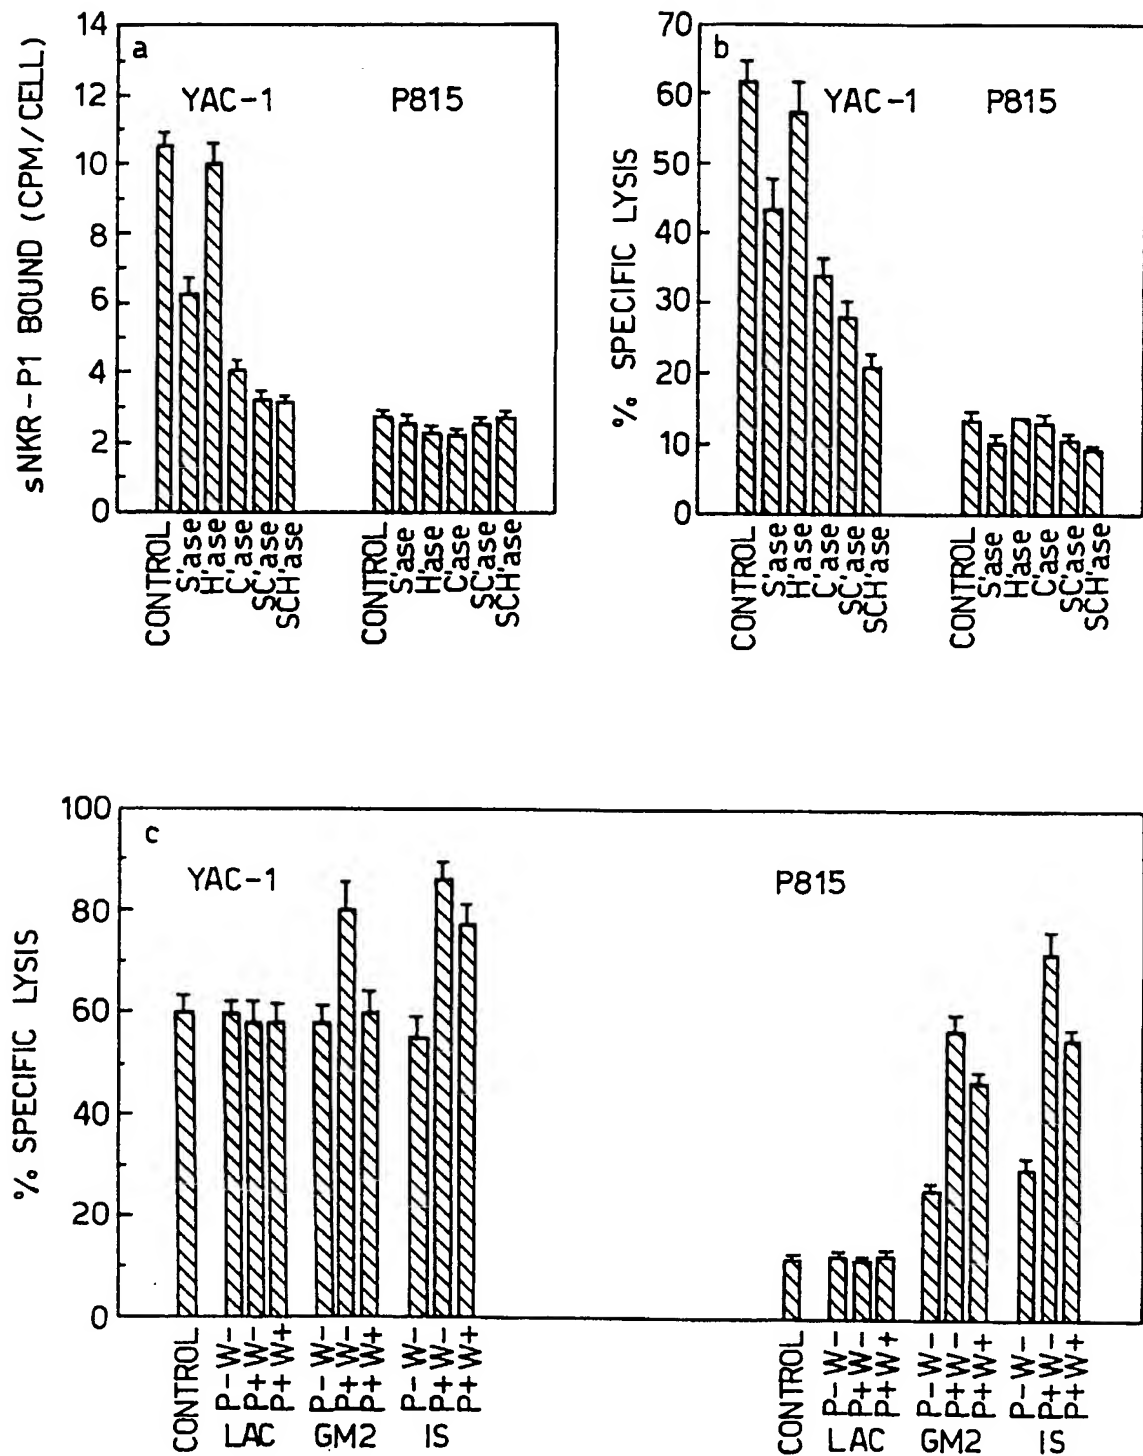 a
YAC-1
P815
sNKR-P1 BOUND (CPM/CELL)
14
12
10
8
6
4
2
0
CONTROL
S'ase
H'ase
C'ase
SC'ase
SCH'ase
CONTROL
S'ase
H'ase
C'ase
SC'ase
SCH'ase
b
YAC-1
P815
% SPECIFIC LYSIS
70
60
50
40
30
20
10
0
CONTROL
S'ase
H'ase
C'ase
SC'ase
SCH'ase
CONTROL
S'ase
H'ase
C'ase
SC'ase
SCH'ase
c
YAC-1
P815
% SPECIFIC LYSIS
100
80
60
40
20
0
CONTROL
P- W-
P+ W-
P+ W+
LAC
P- W-
P+ W-
P+ W+
GM2
P- W-
P+ W-
P+ W+
IS
CONTROL
P- W-
P+ W-
P+ W+
LAC
P- W-
P+ W-
P+ W+
GM2
P- W-
P+ W-
P+ W+
IS